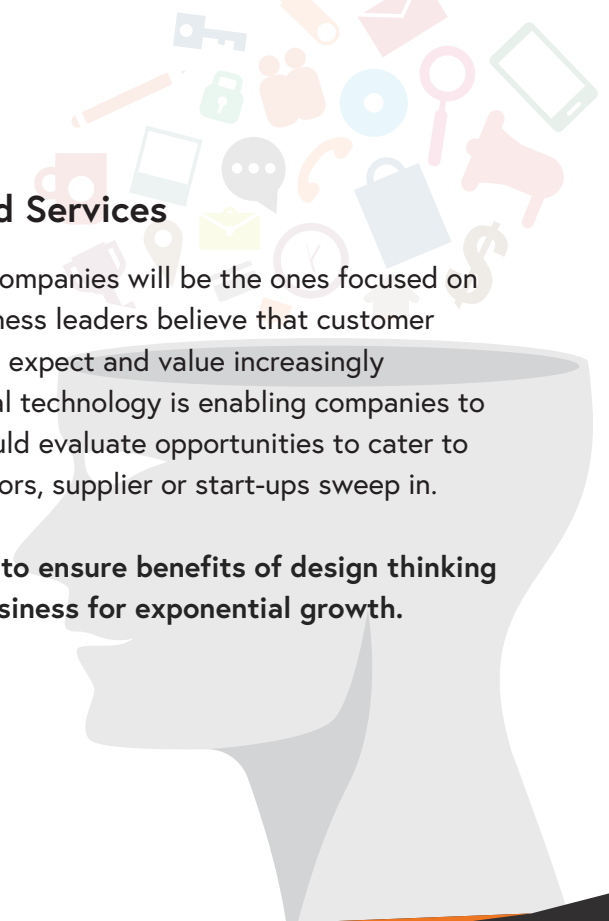 d Services
ompanies will be the ones focused on
ness leaders believe that customer
expect and value increasingly
al technology is enabling companies to
uld evaluate opportunities to cater to
ors, supplier or start-ups sweep in.
to ensure benefits of design thinking
siness for exponential growth.